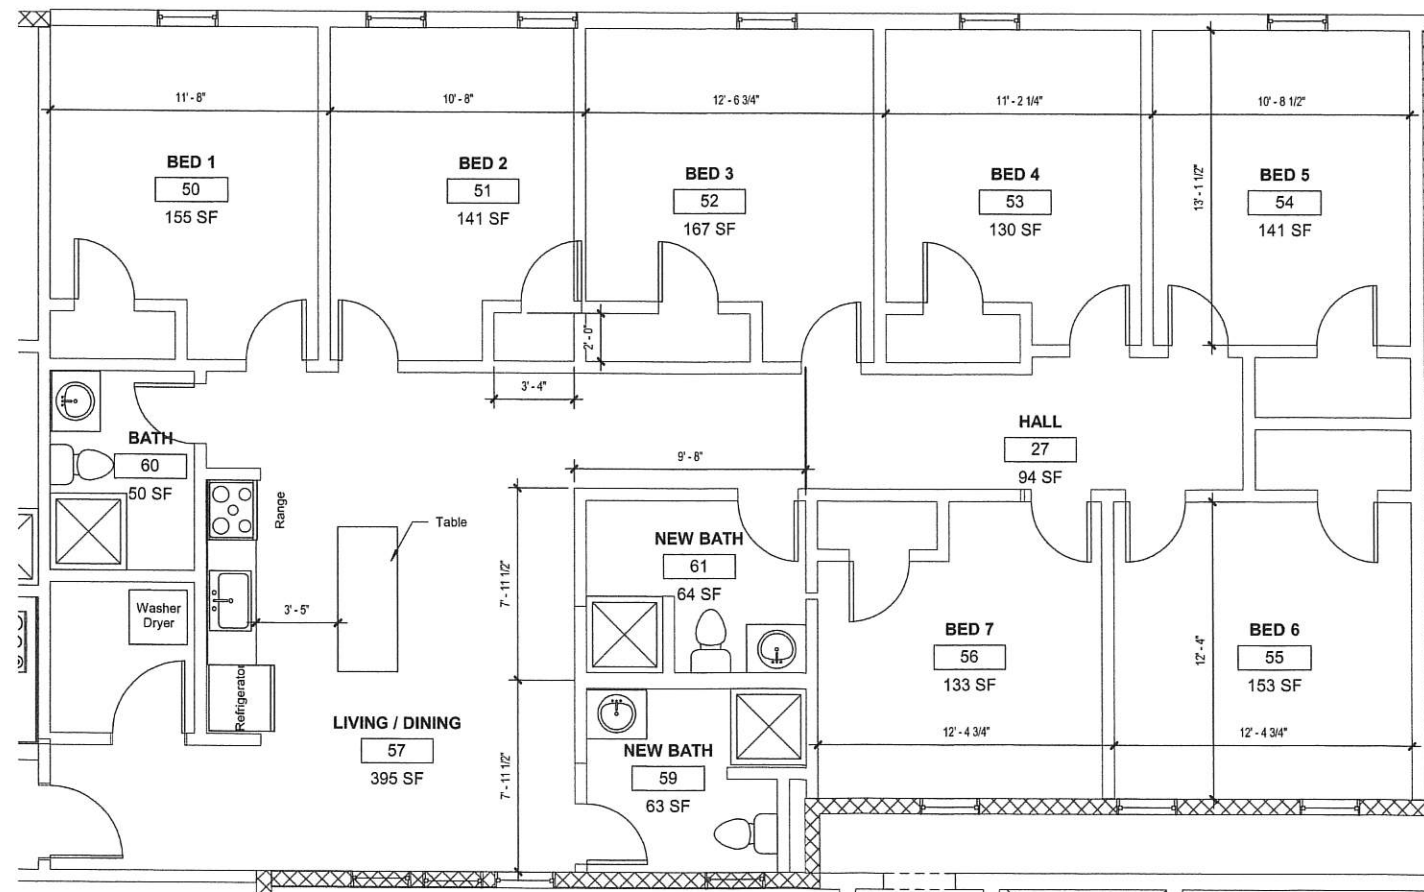 11' - 8"
10' - 8"
12' - 6 3/4"
11' - 2 1/4"
10' - 8 1/2"
13' - 1 1/2"
BED 1
50
155 SF
BED 2
51
141 SF
BED 3
52
167 SF
BED 4
53
130 SF
BED 5
54
141 SF
2' - 0"
3' - 4"
BATH
60
50 SF
HALL
27
94 SF
9' - 8"
Range
Table
7' - 11 1/2"
NEW BATH
61
64 SF
Washer
Dryer
3' - 5"
BED 7
56
133 SF
BED 6
55
153 SF
12' - 4"
Refrigerator
LIVING / DINING
57
395 SF
12' - 4 3/4"
12' - 4 3/4"
7' - 11 1/2"
NEW BATH
59
63 SF